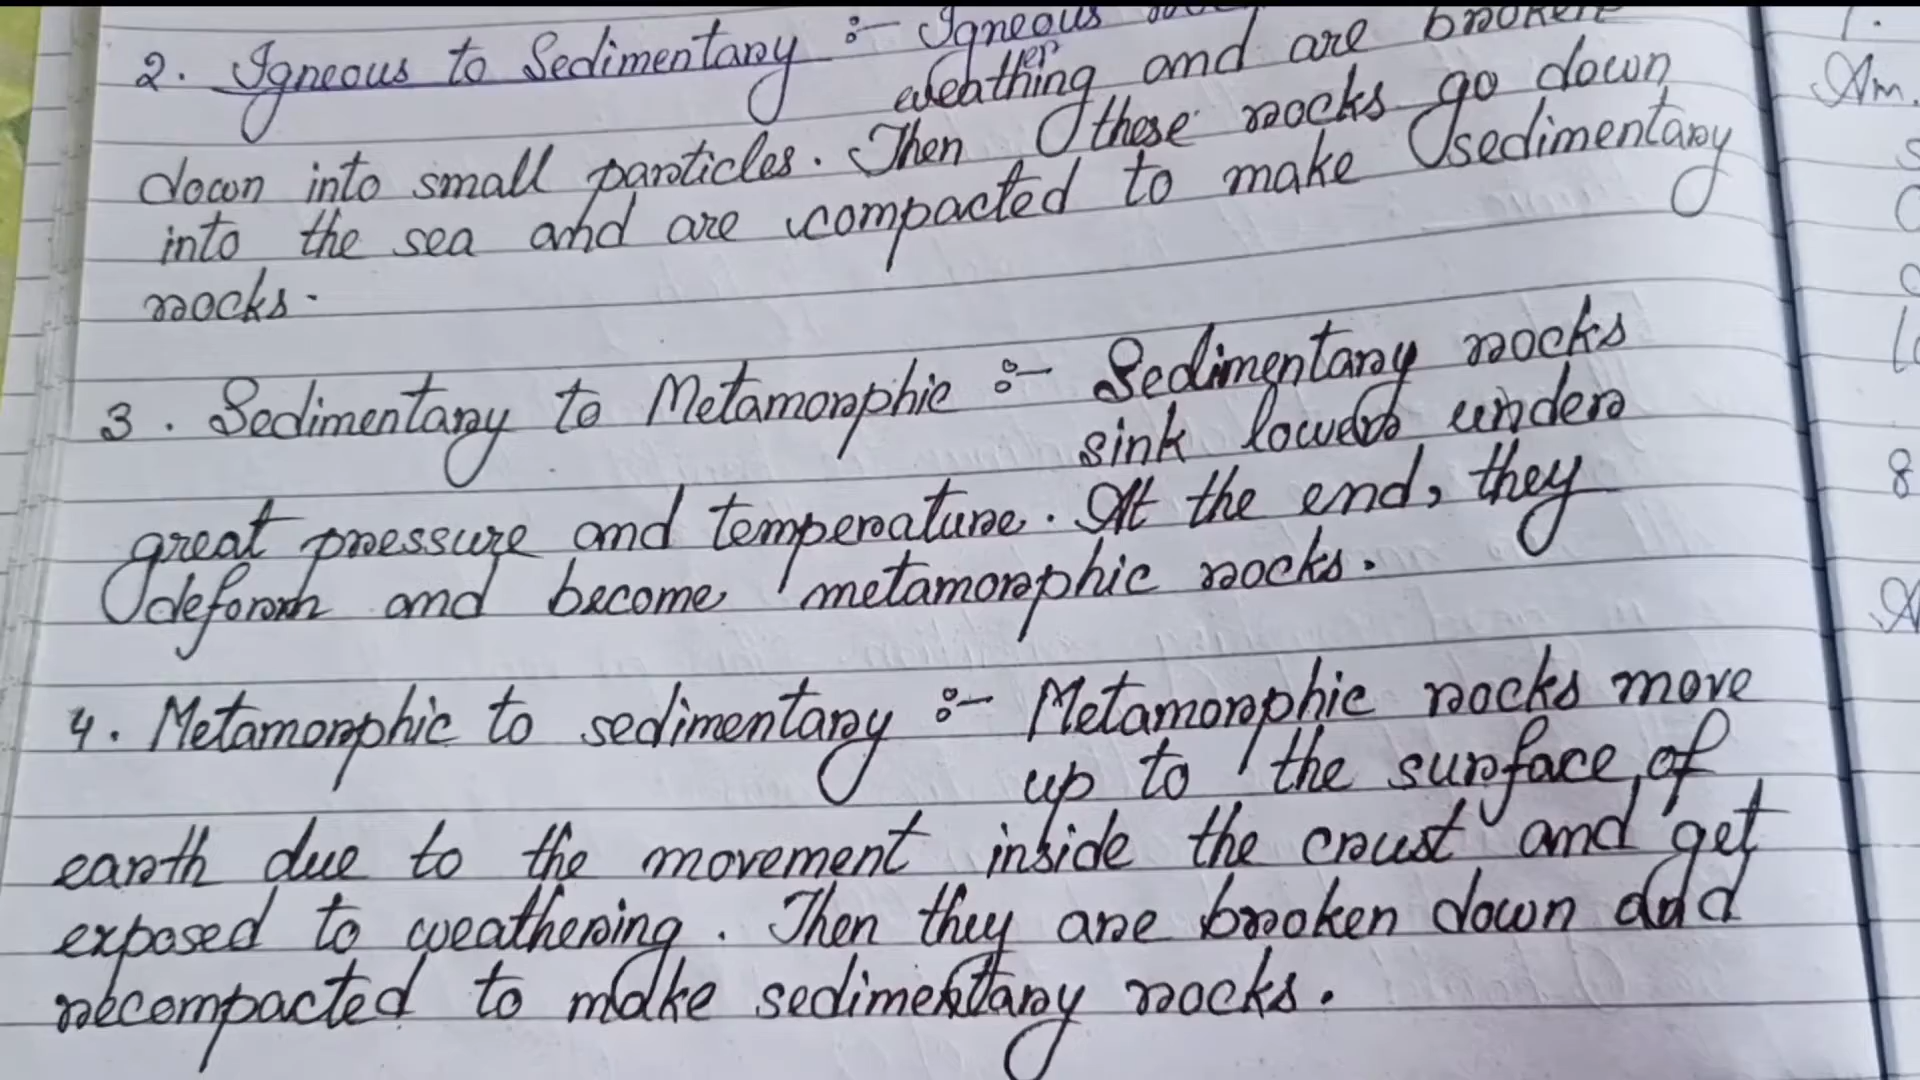 2. Igneous to Sedimentary :- Igneous
weathering and are broken
down into small particles. Then these rocks go down
into the sea and are compacted to make sedimentary
rocks.
3. Sedimentary to Metamorphic :- Sedimentary rocks
sink lower under
great pressure and temperature. At the end, they
deform and become metamorphic rocks.
4. Metamorphic to sedimentary :- Metamorphic rocks move
up to the surface of
earth due to the movement inside the crust and get
exposed to weathering. Then they are broken down and
recompacted to make sedimentary rocks.
8